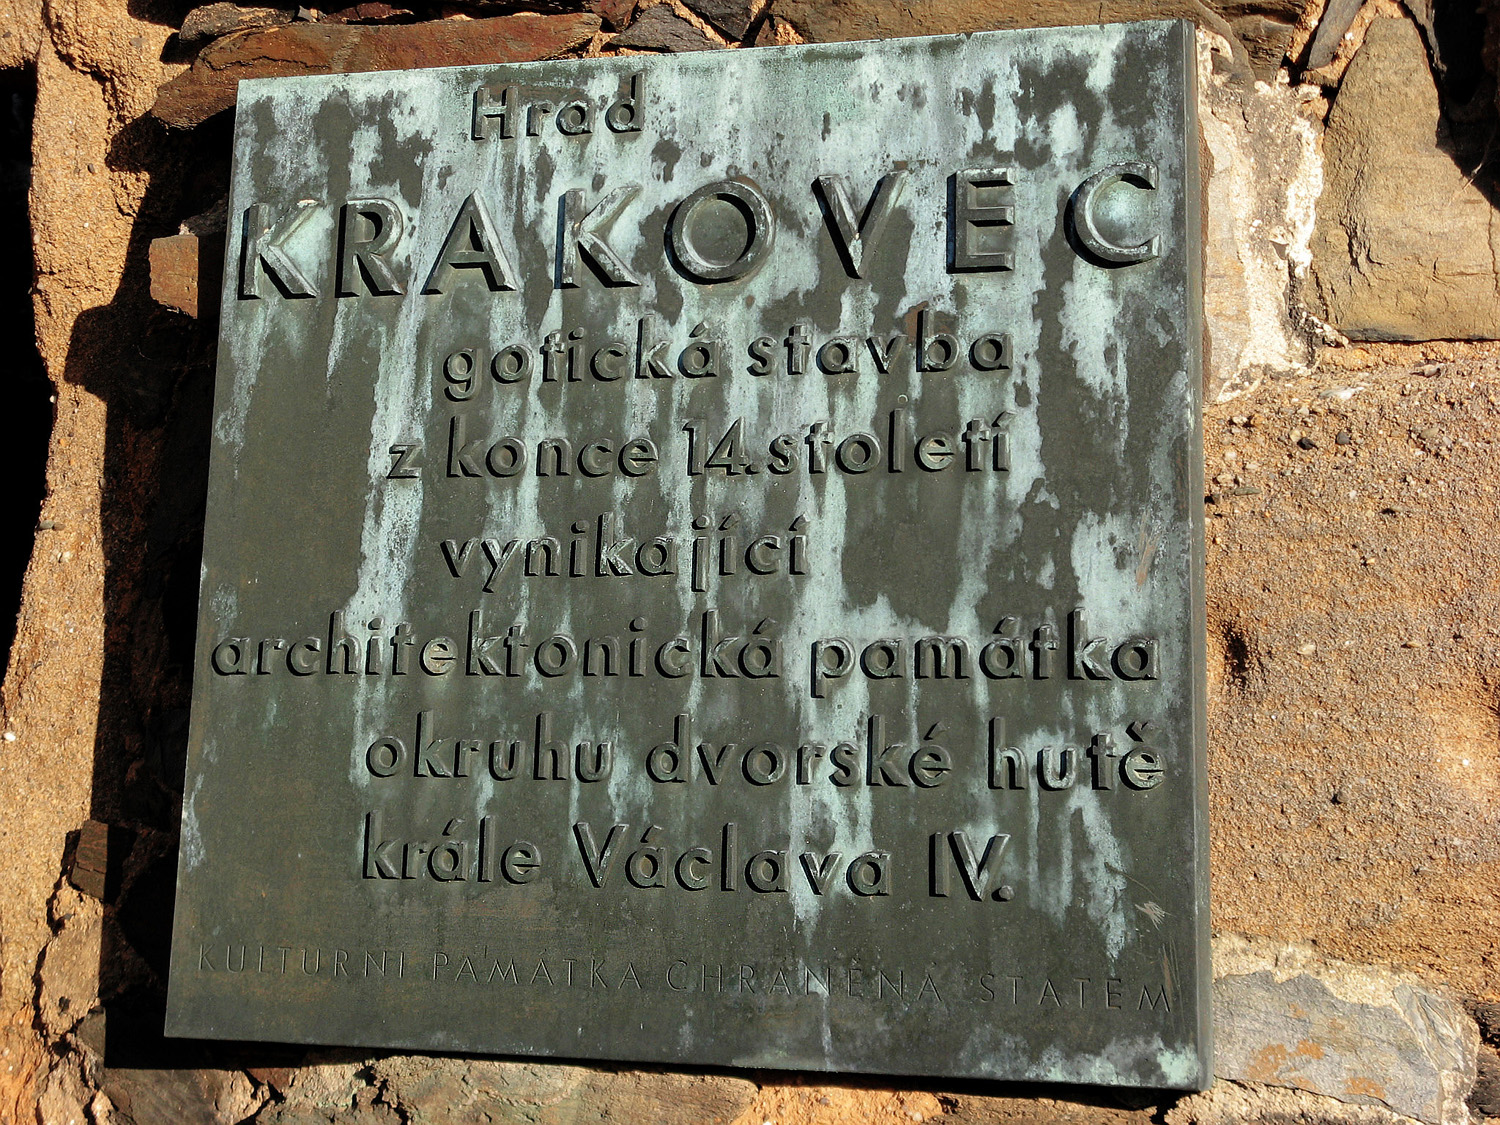 Hrad
KRAKOVEC
gotická stavba
z konce 14.století
vynikající
architektonická památka
okruhu dvorské hutě
krále Václava IV.
KULTURNÍ PAMÁTKA CHRÁNĚNÁ STÁTEM